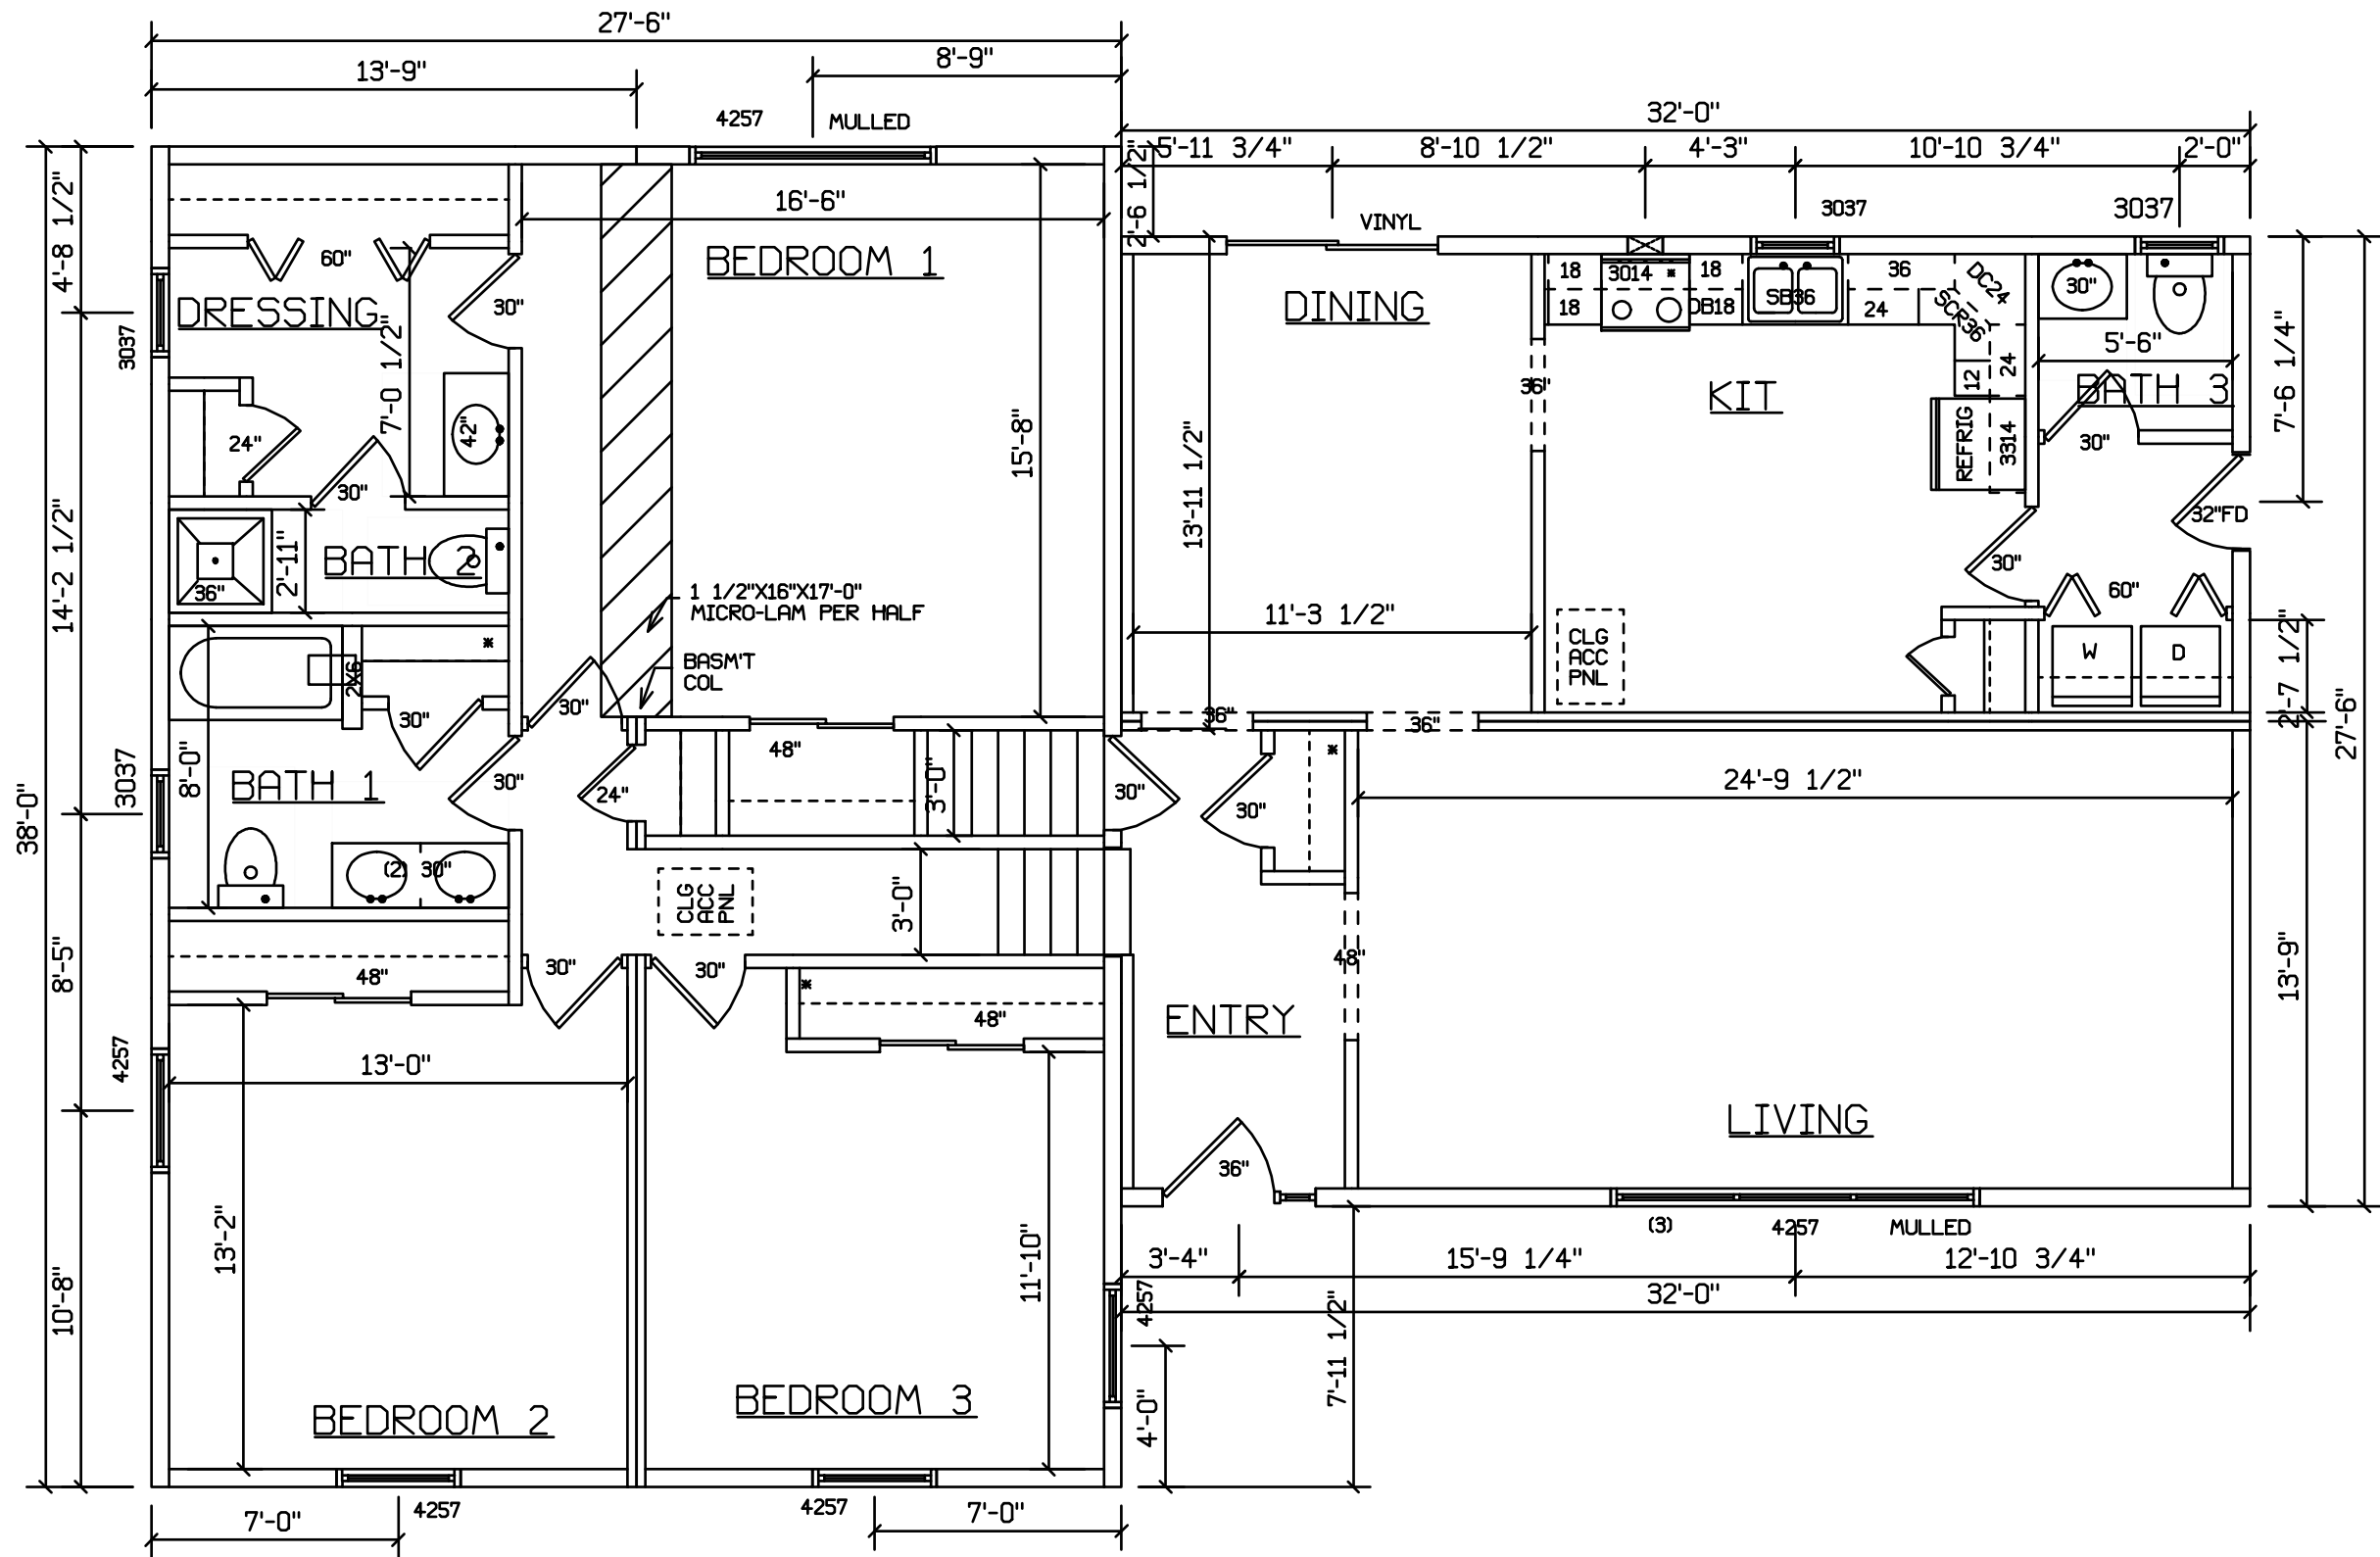 27'-6"
13'-9"
8'-9"
4257 MULLED
32'-0"
5'-11 3/4"
8'-10 1/2"
4'-3"
10'-10 3/4"
2'-0"
2'-6 1/2"
3037
3037
VINYL
4'-8 1/2"
14'-2 1/2"
8'-5"
10'-8"
38'-0"
3037
3037
4257
16'-6"
BEDROOM 1
15'-8"
60"
DRESSING
30"
7'-0 1/2"
42"
24"
30"
BATH 2
2'-11"
36"
1 1/2"X16"X17'-0"
MICRO-LAM PER HALF
BASM'T
COL
2X6
30"
30"
30"
8'-0"
BATH 1
(2) 30"
24"
48"
3'-0"
3'-0"
CLG
ACC
PNL
48"
30"
30"
48"
13'-0"
13'-2"
11'-10"
BEDROOM 2
BEDROOM 3
4257
4257
7'-0"
7'-0"
DINING
13'-11 1/2"
11'-3 1/2"
36"
18
18
3014
18
DB18
SB36
36
24
DC24
SCR36
24
12
REFRIG
3314
KIT
CLG
ACC
PNL
30"
5'-6"
BATH 3
30"
32"FD
30"
60"
W
D
7'-6 1/4"
2'-7 1/2"
27'-6"
13'-9"
36"
36"
30"
30"
24'-9 1/2"
48"
ENTRY
LIVING
36"
(3) 4257 MULLED
3'-4"
15'-9 1/4"
12'-10 3/4"
32'-0"
4257
4'-0"
7'-11 1/2"